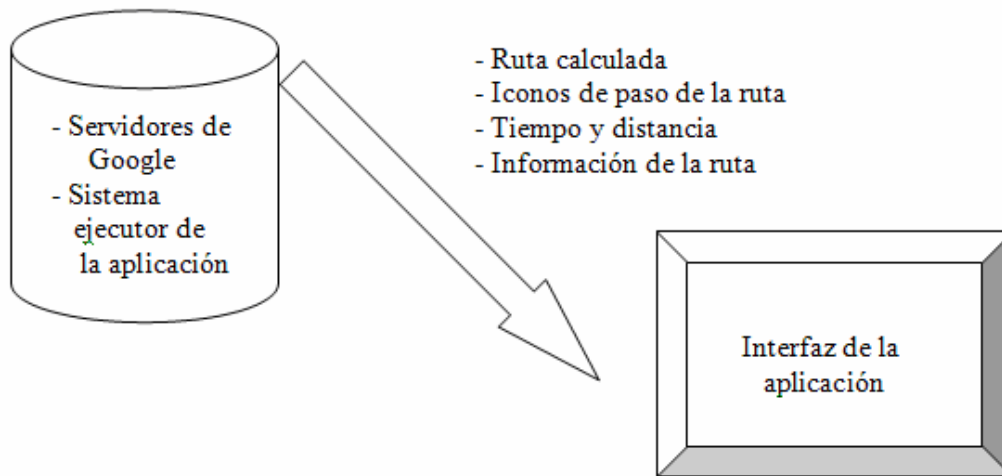 - Servidores de
Google
- Sistema
ejecutor de
la aplicación
- Ruta calculada
- Iconos de paso de la ruta
- Tiempo y distancia
- Información de la ruta
Interfaz de la
aplicación